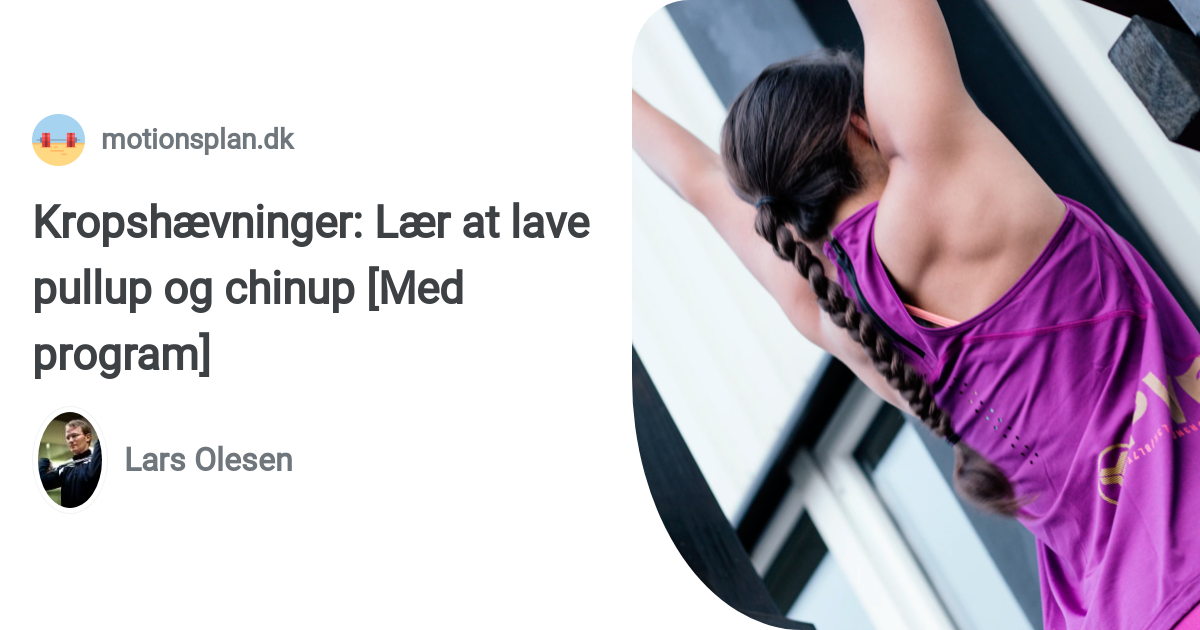 motionsplan.dk
Kropshævninger: Lær at lave
pullup og chinup [Med
program]
Lars Olesen